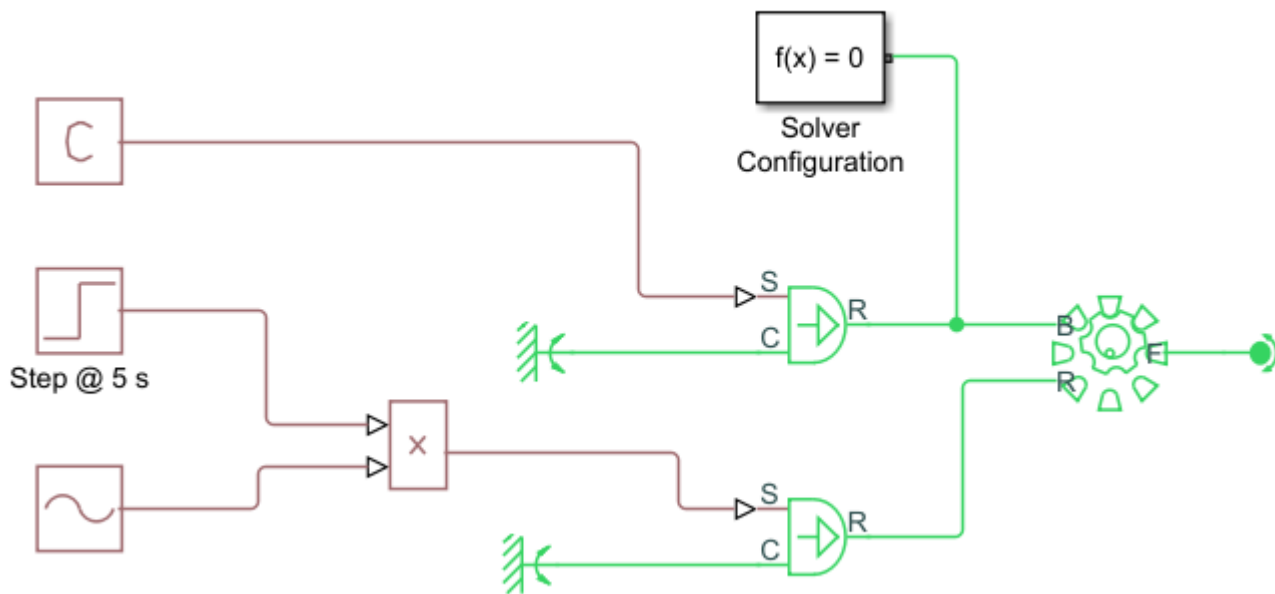 f(x) = 0
Solver
Configuration
C
S
R
C
B
F
R
Step @ 5 s
×
S
R
C